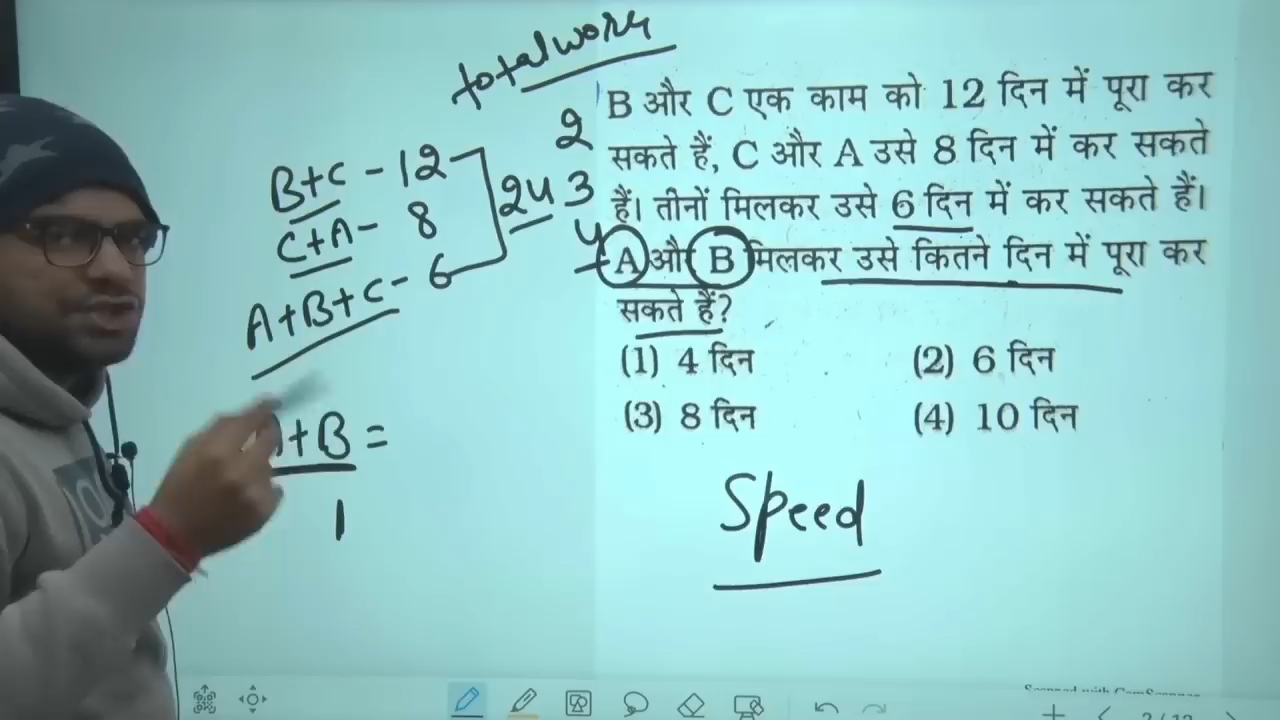 total work
B+C - 12
C+A - 8
A+B+C - 6
24
2
3
4
A+B =
1
B और C एक काम को 12 दिन में पूरा कर
सकते हैं, C और A उसे 8 दिन में कर सकते
हैं। तीनों मिलकर उसे 6 दिन में कर सकते हैं।
A और B मिलकर उसे कितने दिन में पूरा कर
सकते हैं?
(1) 4 दिन (2) 6 दिन
(3) 8 दिन (4) 10 दिन
Speed